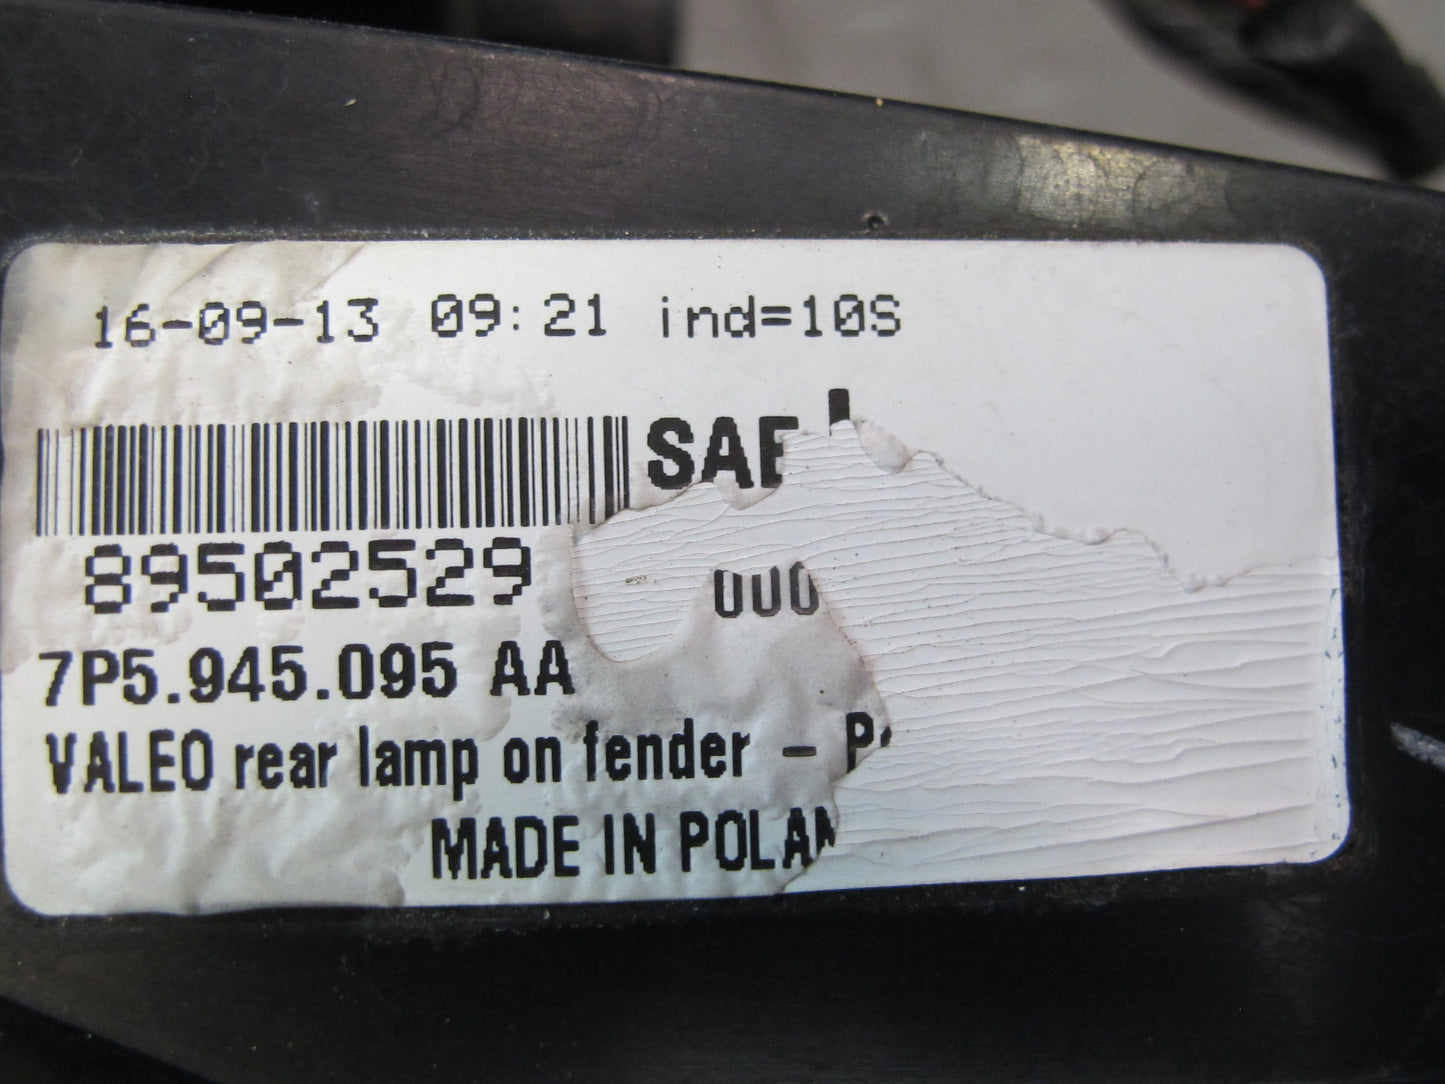 16-09-13 09:21 ind=10S
SAE
89502529
7P5.945.095 AA
VALEO rear lamp on fender -
MADE IN